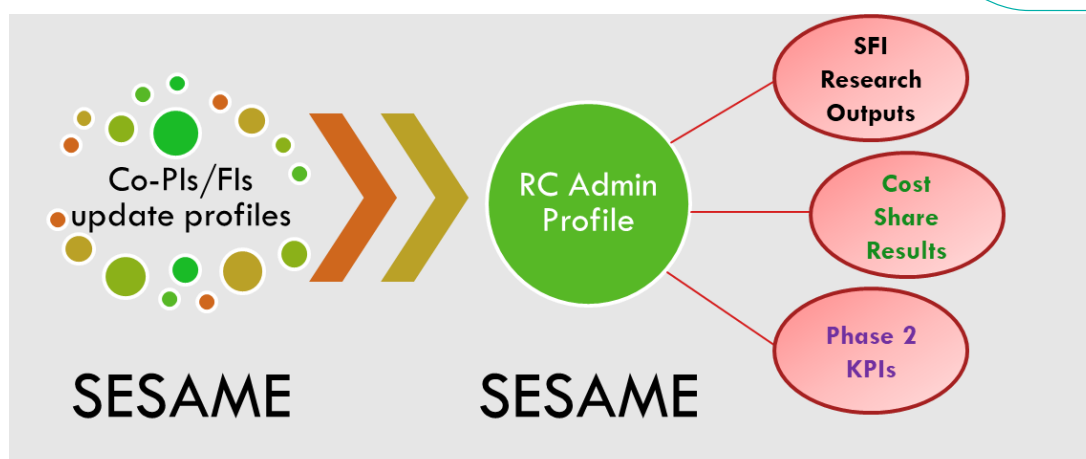 Co-PIs/FIs
update profiles
SESAME
RC Admin
Profile
SESAME
SFI
Research
Outputs
Cost
Share
Results
Phase 2
KPIs